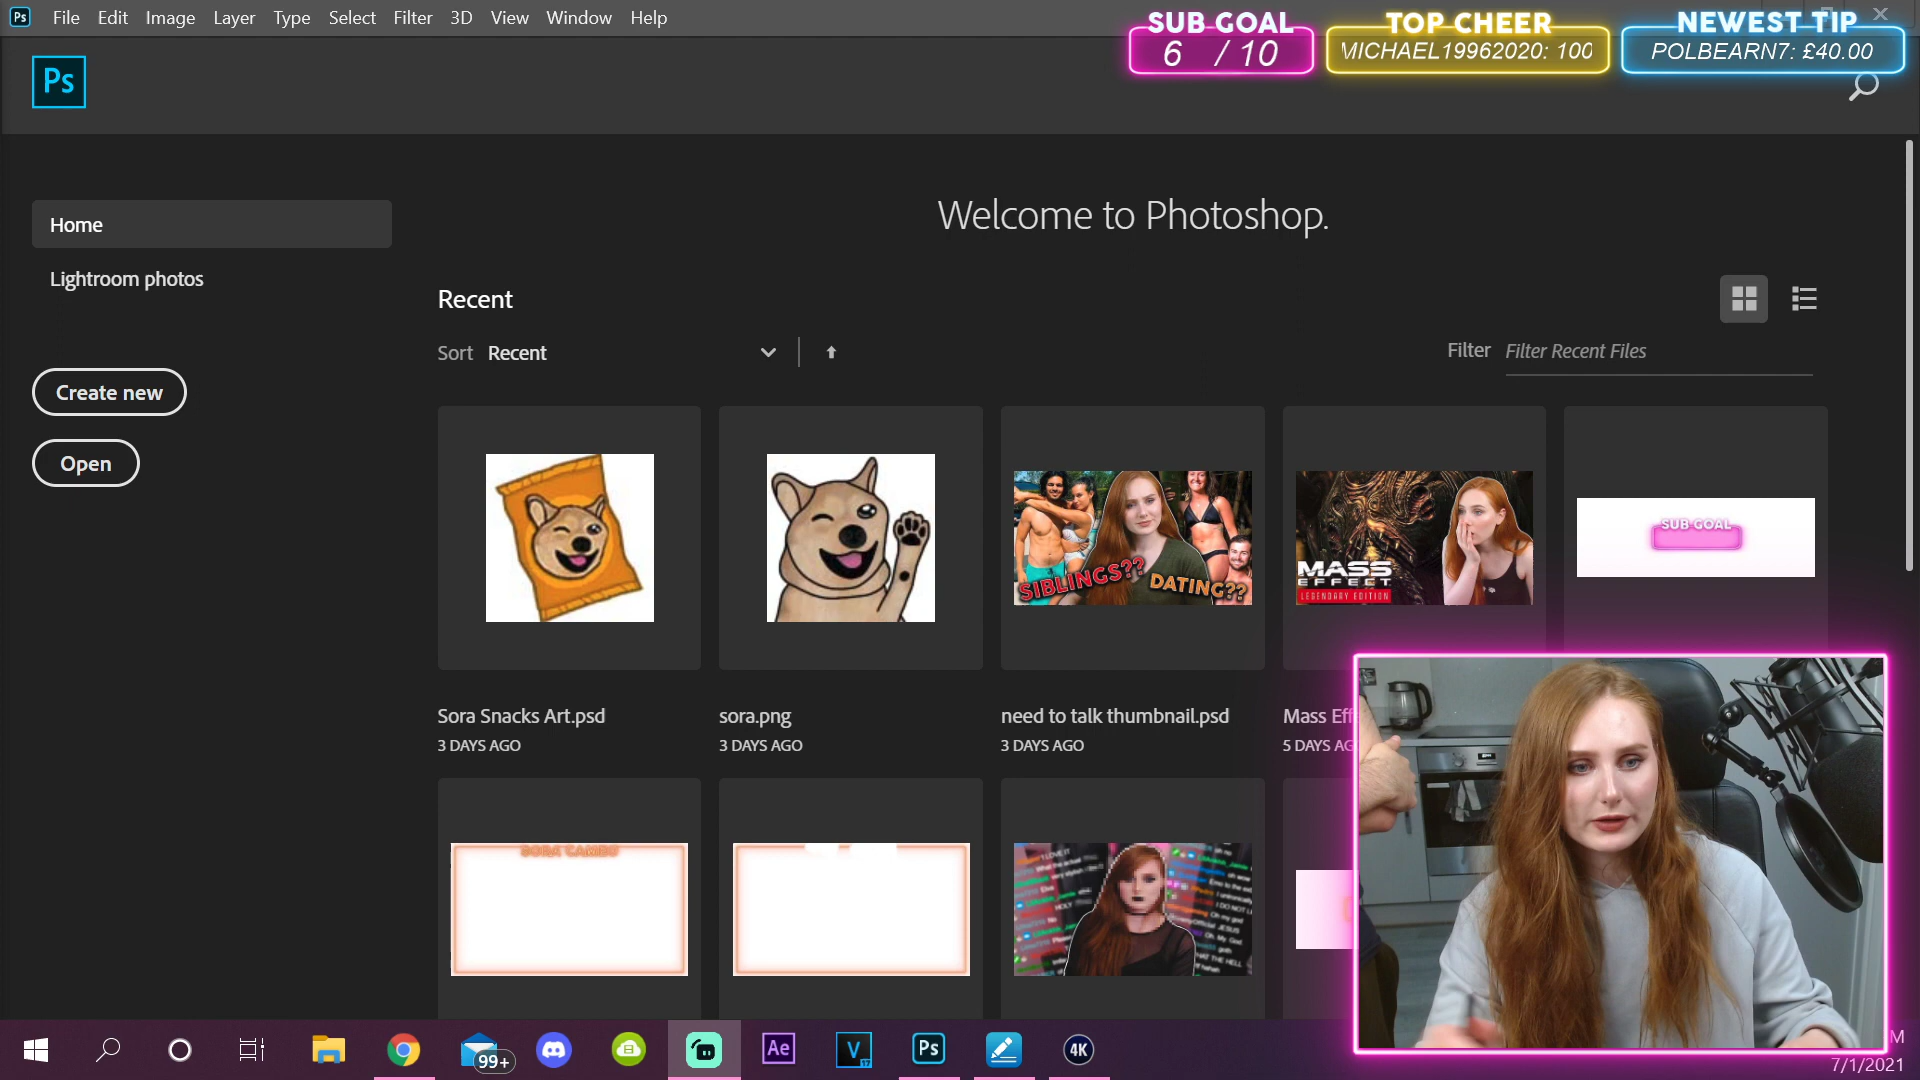 Ps File Edit Image Layer Type Select Filter 3D View Window Help
SUB GOAL
6 / 10
TOP CHEER
MICHAEL19962020: 100
NEWEST TIP
POLBEARN7: £40.00
Ps
Home
Lightroom photos
Create new
Open
Welcome to Photoshop.
Recent
Sort Recent
Filter Filter Recent Files
SIBLINGS??
DATING??
MASS
EFFECT
LEGENDARY EDITION
SUB GOAL
Sora Snacks Art.psd
3 DAYS AGO
sora.png
3 DAYS AGO
need to talk thumbnail.psd
3 DAYS AGO
Mass Eff
5 DAYS AG
SORA CAMBO
99+
Ae
V
17
Ps
4K
M
7/1/2021